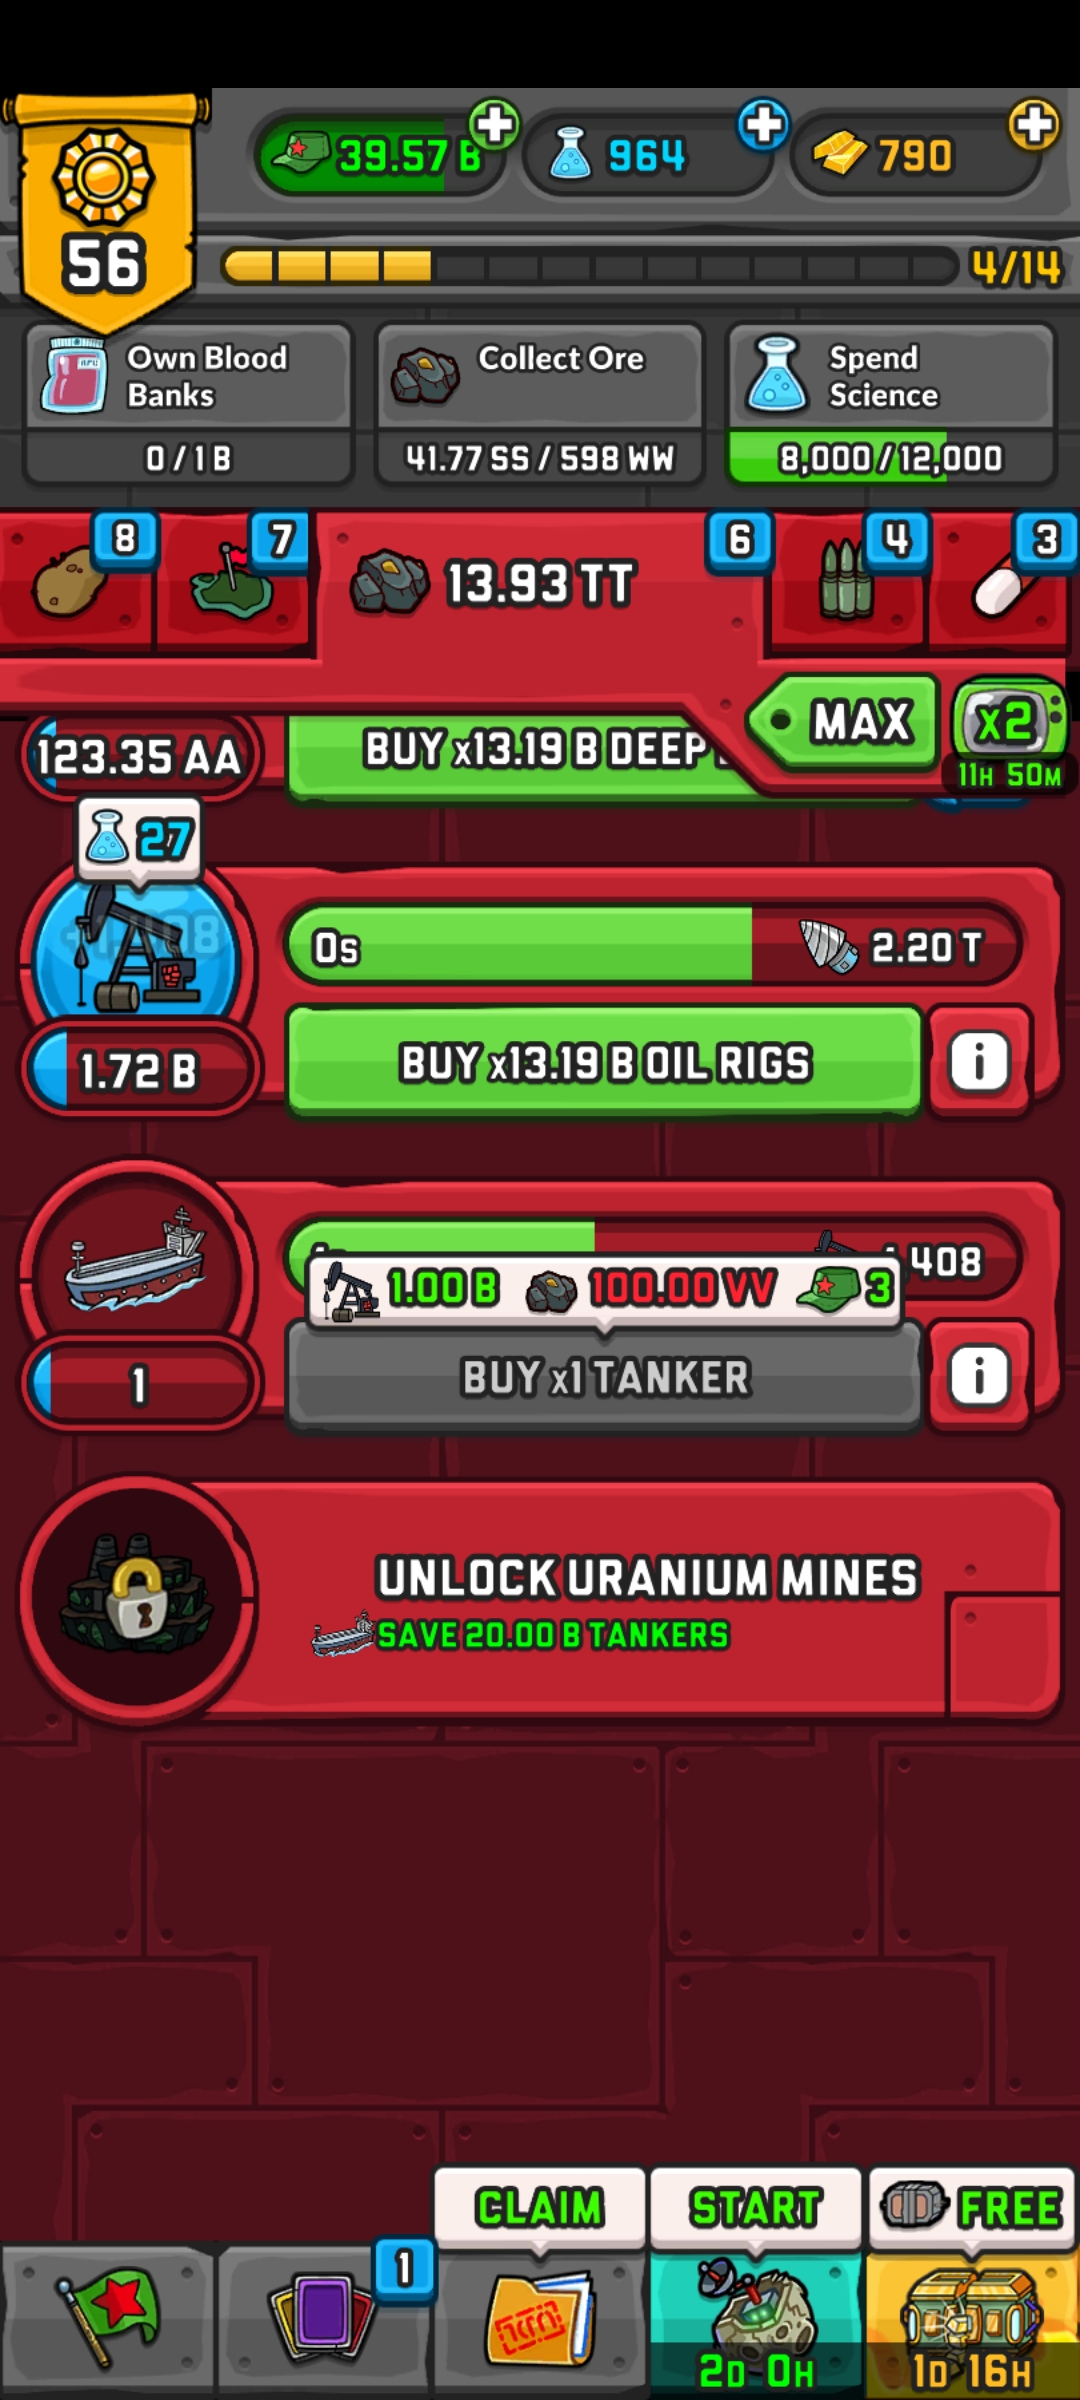 39.57 B
964
790
56
4/14
Own Blood
Banks
0 / 1 B
Collect Ore
41.77 SS / 598 WW
Spend
Science
8,000 / 12,000
8
7
13.93 TT
6
4
3
MAX
x2
11H 50M
123.35 AA
BUY x13.19 B DEEP
27
0s
2.20 T
1.72 B
BUY x13.19 B OIL RIGS
i
408
1.00 B
100.00 VV
3
1
BUY x1 TANKER
i
UNLOCK URANIUM MINES
SAVE 20.00 B TANKERS
CLAIM
START
FREE
1
2D 0H
1D 16H